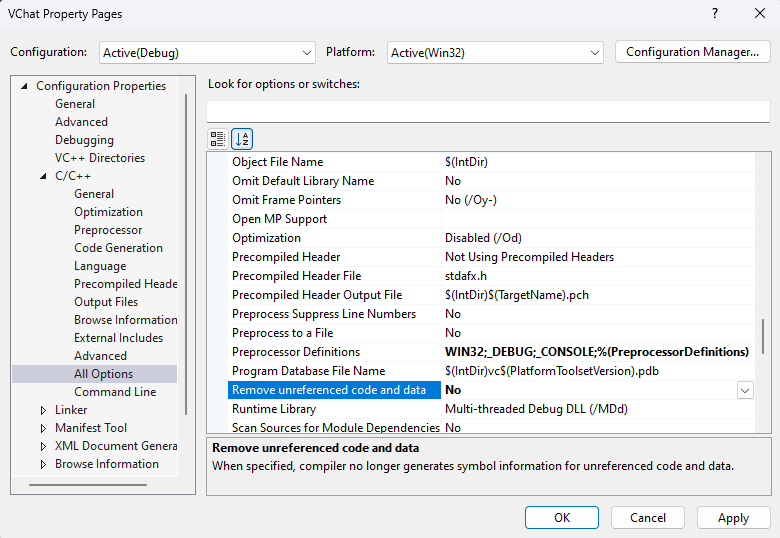 VChat Property Pages
? ×
Configuration: Active(Debug) Platform: Active(Win32) Configuration Manager...
Configuration Properties
General
Advanced
Debugging
VC++ Directories
C/C++
General
Optimization
Preprocessor
Code Generation
Language
Precompiled Heade
Output Files
Browse Information
External Includes
Advanced
All Options
Command Line
Linker
Manifest Tool
XML Document Genera
Browse Information
Look for options or switches:
Object File Name $(IntDir)
Omit Default Library Name No
Omit Frame Pointers No (/Oy-)
Open MP Support
Optimization Disabled (/Od)
Precompiled Header Not Using Precompiled Headers
Precompiled Header File stdafx.h
Precompiled Header Output File $(IntDir)$(TargetName).pch
Preprocess Suppress Line Numbers No
Preprocess to a File No
Preprocessor Definitions WIN32;_DEBUG;_CONSOLE;%(PreprocessorDefinitions)
Program Database File Name $(IntDir)vc$(PlatformToolsetVersion).pdb
Remove unreferenced code and data No
Runtime Library Multi-threaded Debug DLL (/MDd)
Scan Sources for Module Dependencies No
Remove unreferenced code and data
When specified, compiler no longer generates symbol information for unreferenced code and data.
OK Cancel Apply